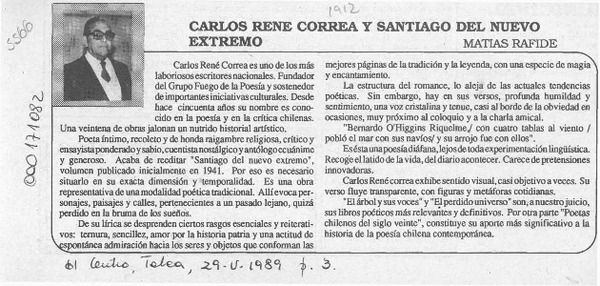 1912
5566
000171082
CARLOS RENE CORREA Y SANTIAGO DEL NUEVO
EXTREMO
MATIAS RAFIDE
Carlos René Correa es uno de los más
laboriosos escritores nacionales. Fundador
del Grupo Fuego de la Poesía y sostenedor
de importantes iniciativas culturales. Desde
hace cincuenta años su nombre es conoci-
do en la poesía y en la crítica chilenas.
Una veintena de obras jalonan un nutrido historial artístico.
Poeta íntimo, recoleto y de honda raigambre religiosa, crítico y
ensayista ponderado y sabio, cuentista nostálgico y antólogo ecuánime
y generoso. Acaba de reeditar "Santiago del nuevo extremo",
volumen publicado inicialmente en 1941. Por eso es necesario
situarlo en su exacta dimensión y temporalidad. Es una obra
representativa de una modalidad poética tradicional. Allí evoca per-
sonajes, paisajes y calles, pertenecientes a un pasado lejano, quizá
perdido en la bruma de los sueños.
De su lírica se desprenden ciertos rasgos esenciales y reiterati-
vos: ternura, sencillez, amor por la historia patria y una actitud de
espontánea admiración hacia los seres y objetos que conforman las
mejores páginas de la tradición y la leyenda, con una especie de magia
y encantamiento.
La estructura del romance, lo aleja de las actuales tendencias
poéticas. Sin embargo, hay en sus versos, profunda humildad y
sentimiento, una voz cristalina y tenue, casi al borde de la obviedad en
ocasiones, muy próximo al coloquio y a la charla amical.
"Bernardo O'Higgins Riquelme,/ con cuatro tablas al viento /
pobló el mar con sus navíos/ y su arrojo fue con ellos".
Es ésta una poesía diáfana, lejos de toda experimentación lingüística.
Recoge el latido de la vida, del diario acontecer. Carece de pretensiones
innovadoras.
Carlos René correa exhibe sentido visual, casi objetivo a veces. Su
verso fluye transparente, con figuras y metáforas cotidianas.
"El árbol y sus voces" y "El perdido universo" son, a nuestro juicio,
sus libros poéticos más relevantes y definitivos. Por otra parte "Poetas
chilenos del siglo veinte", constituye su aporte más significativo a la
historia de la poesía chilena contemporánea.
El Centro, Talca, 29-V-1989 p. 3.